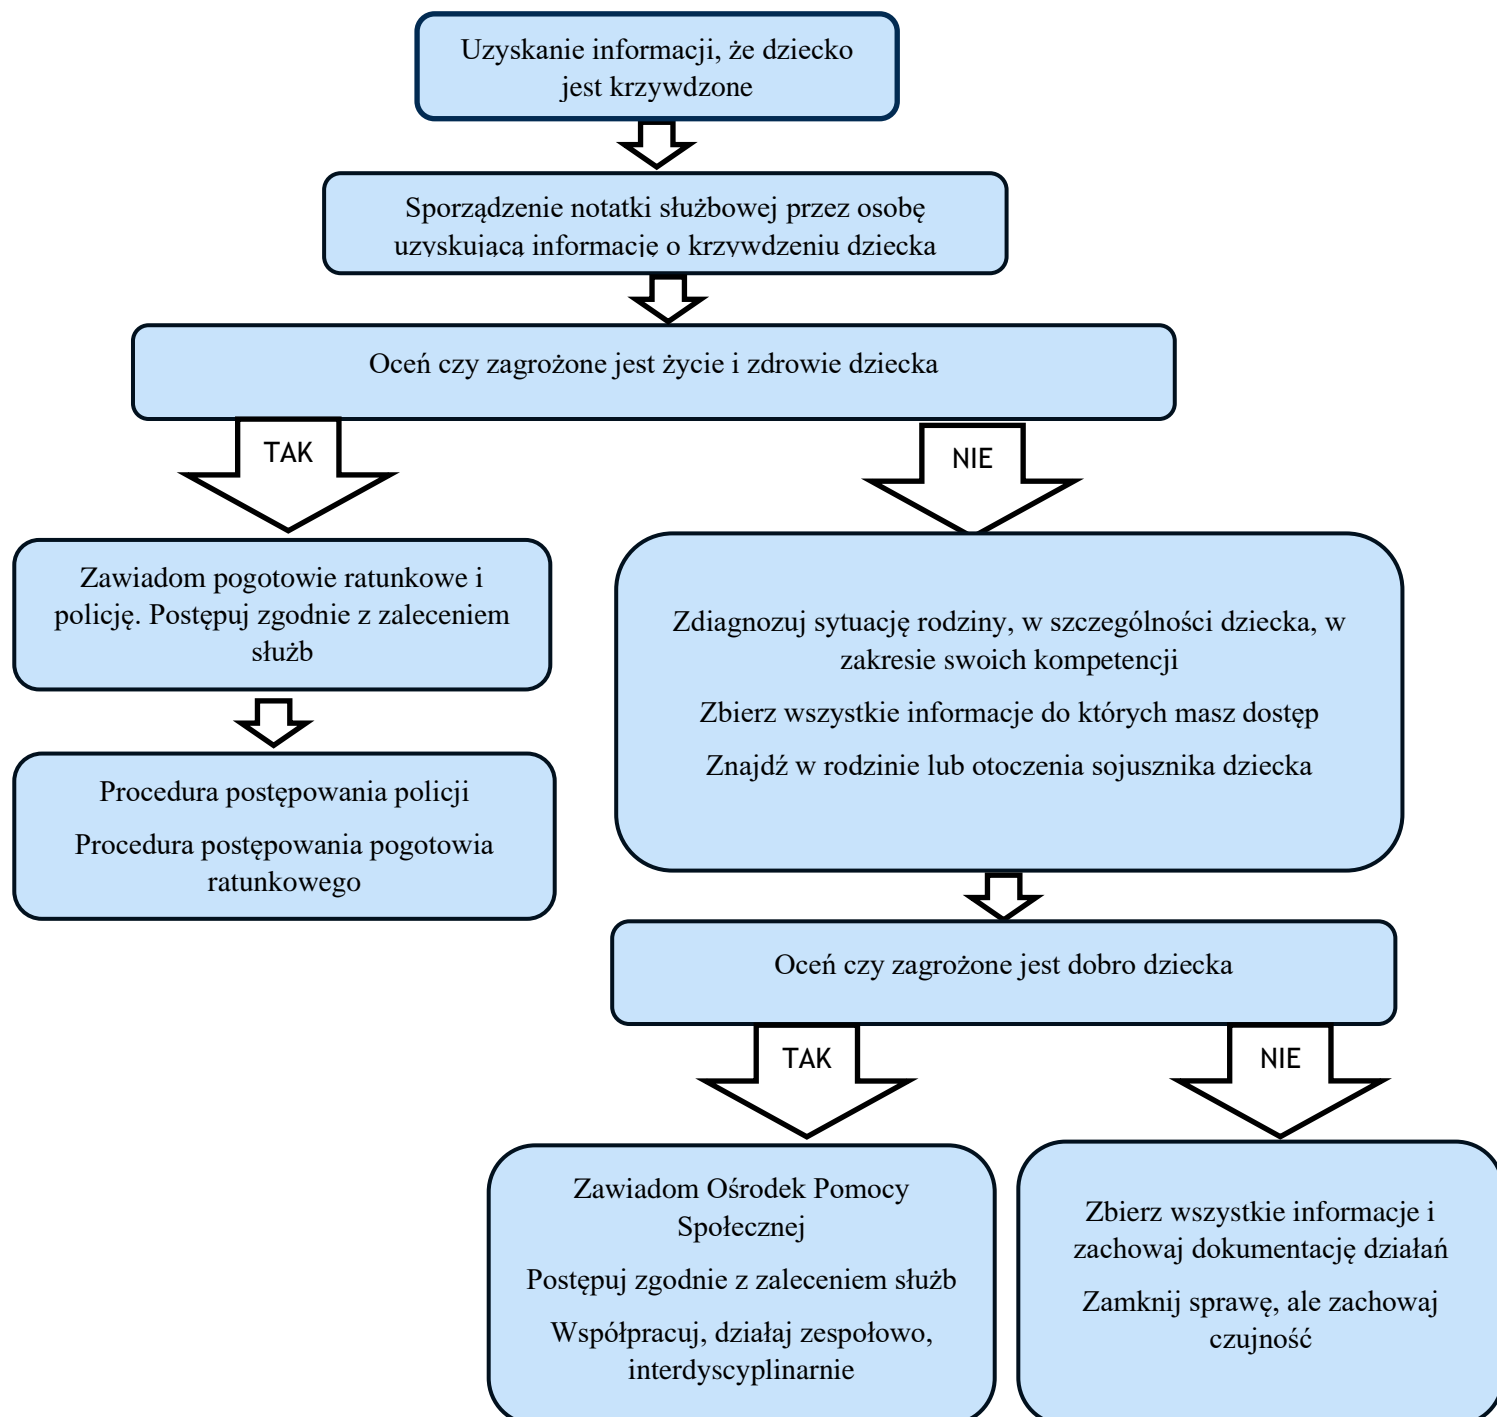 Uzyskanie informacji, że dziecko
jest krzywdzone
Sporządzenie notatki służbowej przez osobę
uzyskującą informację o krzywdzeniu dziecka
Oceń czy zagrożone jest życie i zdrowie dziecka
TAK
NIE
Zawiadom pogotowie ratunkowe i
policję. Postępuj zgodnie z zaleceniem
służb
Procedura postępowania policji
Procedura postępowania pogotowia
ratunkowego
Zdiagnozuj sytuację rodziny, w szczególności dziecka, w
zakresie swoich kompetencji
Zbierz wszystkie informacje do których masz dostęp
Znajdź w rodzinie lub otoczenia sojusznika dziecka
Oceń czy zagrożone jest dobro dziecka
TAK
NIE
Zawiadom Ośrodek Pomocy
Społecznej
Postępuj zgodnie z zaleceniem służb
Współpracuj, działaj zespołowo,
interdyscyplinarnie
Zbierz wszystkie informacje i
zachowaj dokumentację działań
Zamknij sprawę, ale zachowaj
czujność